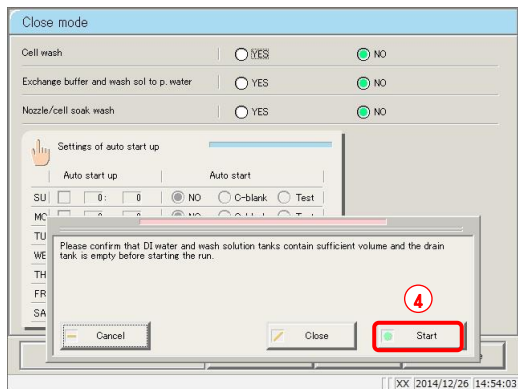 Close mode
Cell wash YES NO
Exchange buffer and wash sol to p. water YES NO
Nozzle/cell soak wash YES NO
Settings of auto start up
Auto start up Auto start
SU 0: 0 NO C-blank Test
MO
TU
WE
TH
FR
SA
Please confirm that DI water and wash solution tanks contain sufficient volume and the drain
tank is empty before starting the run.
4
Cancel Close Start
XX 2014/12/26 14:54:03